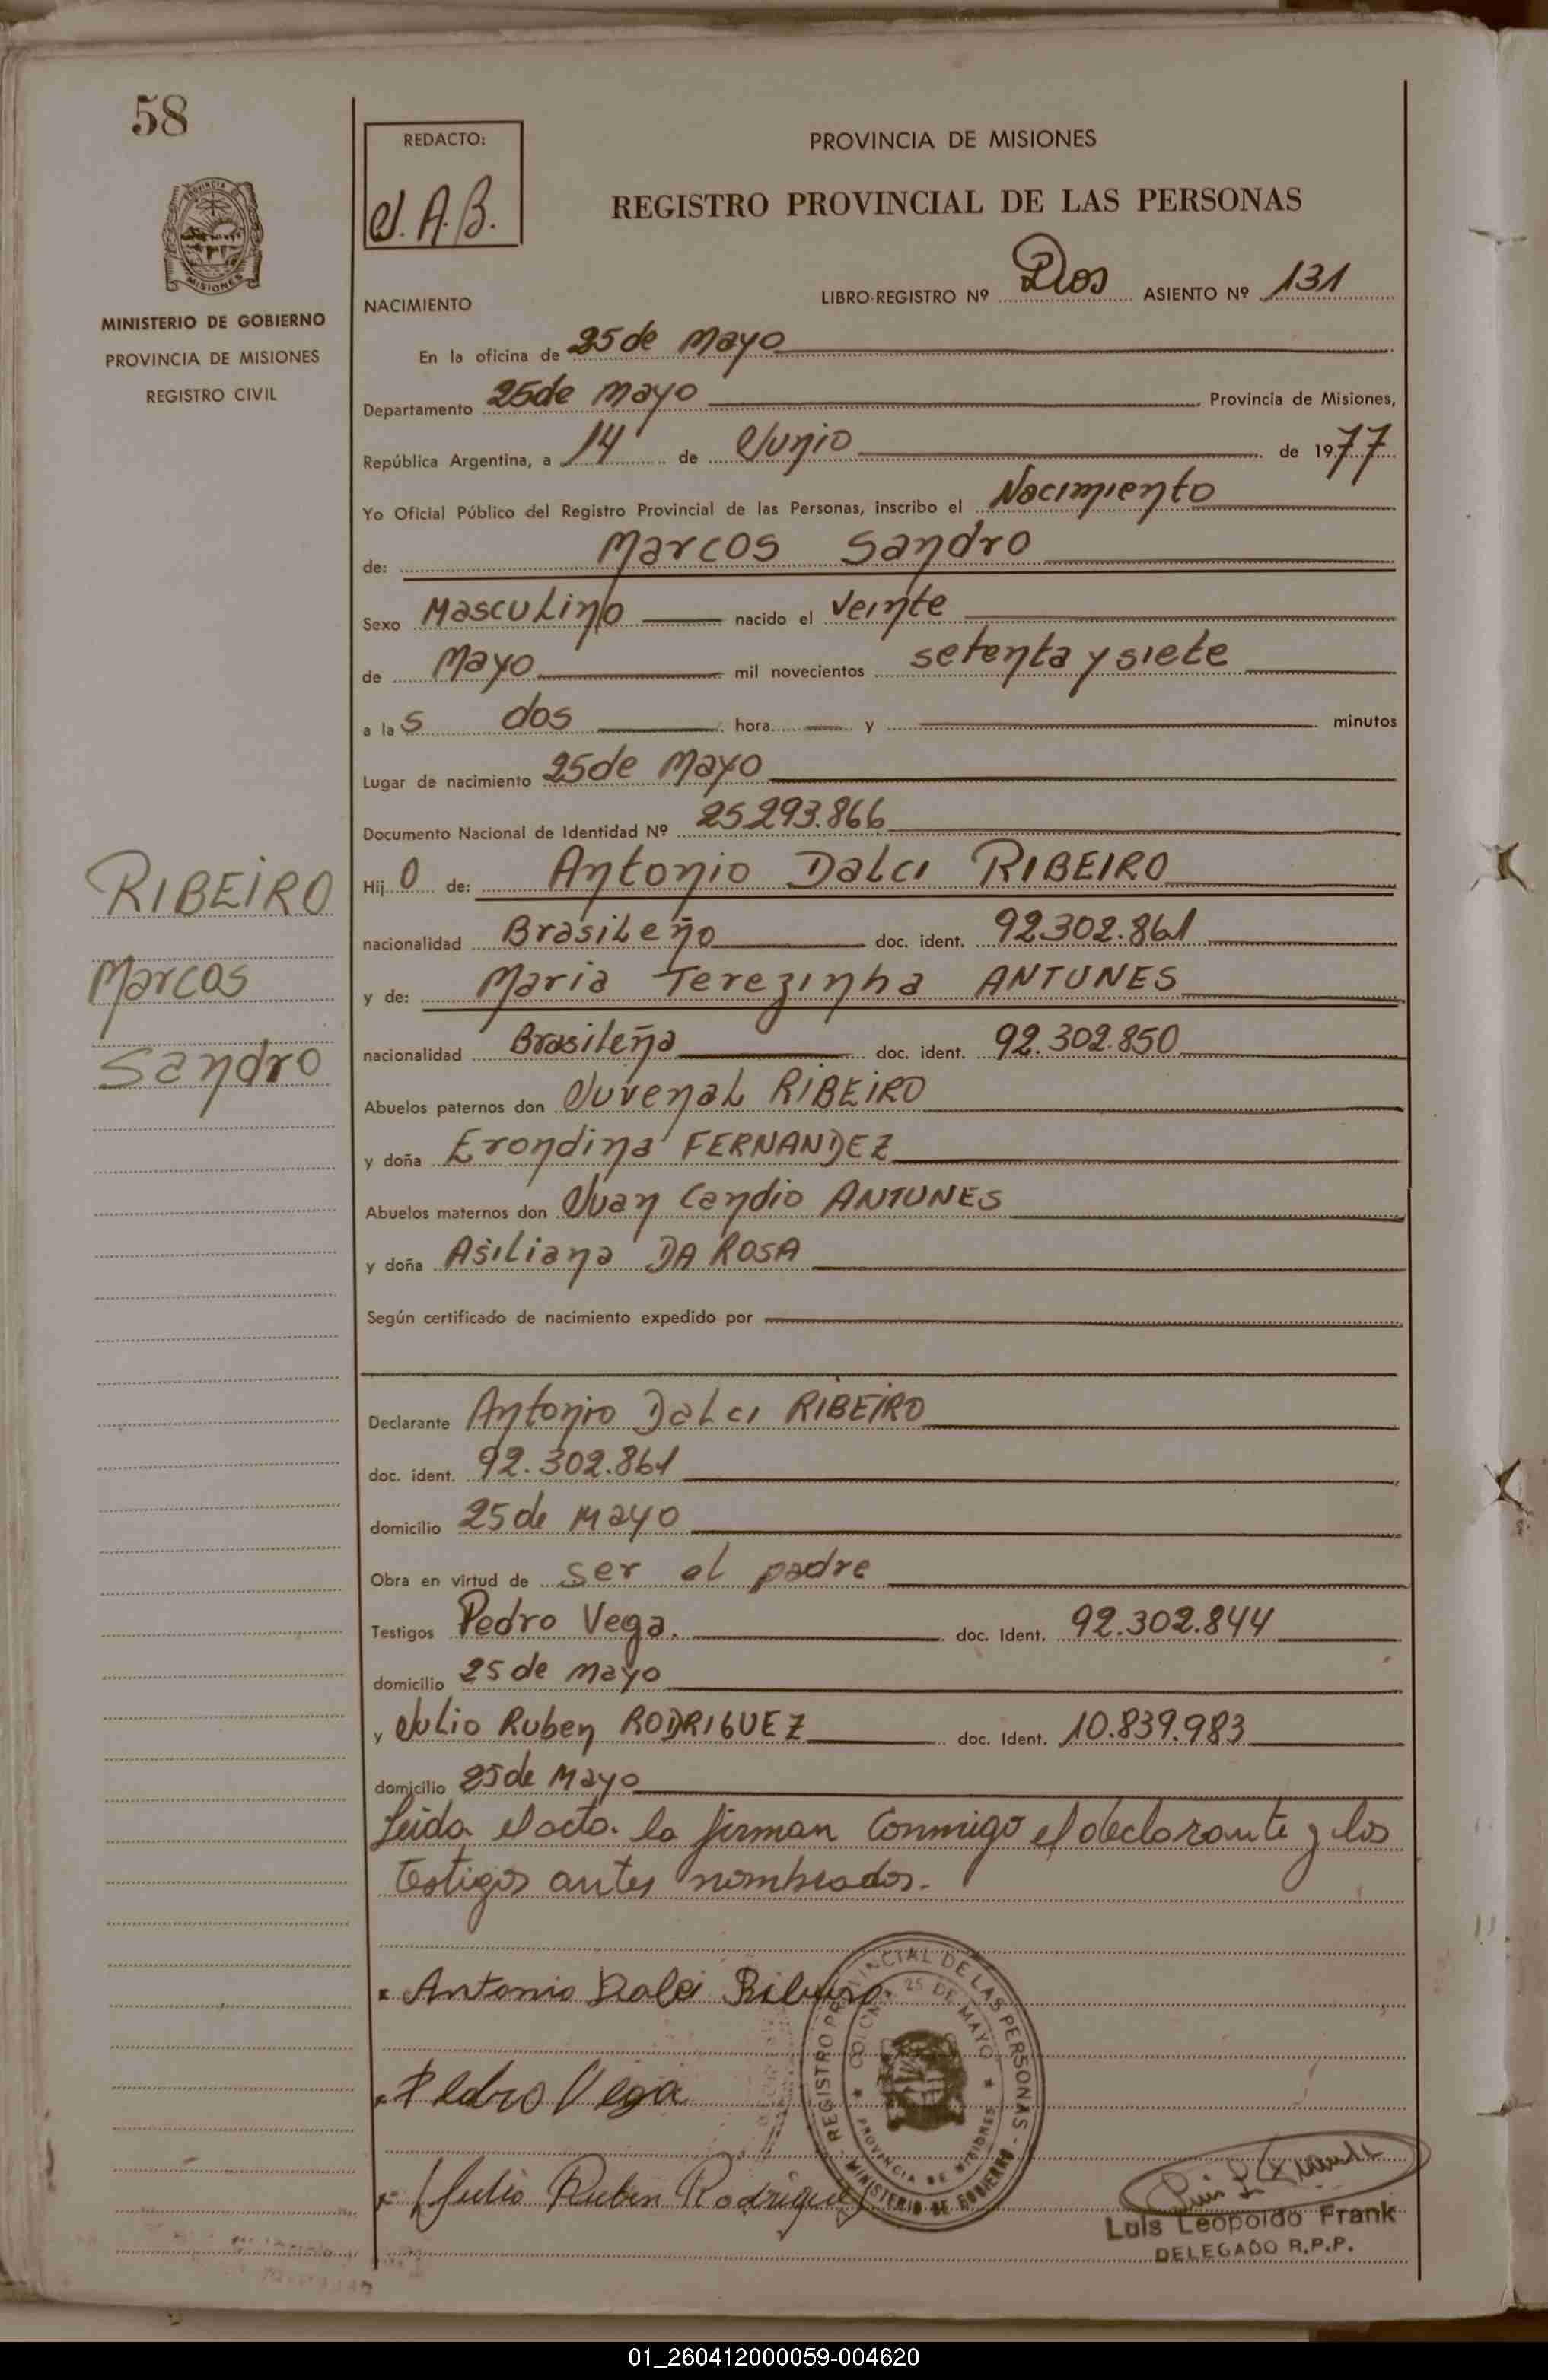 58
REDACTO:
J.A.B.
PROVINCIA DE MISIONES
REGISTRO PROVINCIAL DE LAS PERSONAS
PROVINCIA DE
MISIONES
MINISTERIO DE GOBIERNO
PROVINCIA DE MISIONES
REGISTRO CIVIL
NACIMIENTO
LIBRO-REGISTRO Nº Dos ASIENTO Nº 131
En la oficina de 25 de Mayo
Departamento 25 de Mayo Provincia de Misiones,
República Argentina, a 14 de Junio de 1977
Yo Oficial Público del Registro Provincial de las Personas, inscribo el Nacimiento
de: Marcos Sandro
Sexo Masculino nacido el veinte
de Mayo mil novecientos setenta y siete
a las dos hora y minutos
Lugar de nacimiento 25 de Mayo
Documento Nacional de Identidad Nº 25.293.866
RIBEIRO
Marcos
Sandro
Hijo de: Antonio Dalci RIBEIRO
nacionalidad Brasileño doc. ident. 92.302.861
y de: Maria Terezinha ANTUNES
nacionalidad Brasileña doc. ident. 92.302.850
Abuelos paternos don Juvenal RIBEIRO
y doña Erondina FERNANDEZ
Abuelos maternos don Juan Candio ANTUNES
y doña Asiliana DA ROSA
Según certificado de nacimiento expedido por
Declarante Antonio Dalci RIBEIRO
doc. ident. 92.302.861
domicilio 25 de Mayo
Obra en virtud de ser el padre
Testigos Pedro Vega. doc. Ident. 92.302.844
domicilio 25 de Mayo
y Julio Ruben RODRIGUEZ doc. Ident. 10.839.983
domicilio 25 de Mayo
Leida el acta. la firman conmigo el declarante y los
testigos antes nombrados.
Antonio Dalci Ribeiro
REGISTRO PROVINCIAL DE LAS PERSONAS - MINISTERIO DE GOBIERNO
COLONIA 25 DE MAYO ★ PROVINCIA DE MISIONES ★
Pedro Vega
Julio Ruben Rodriguez
Luis Leopoldo Frank
DELEGADO R.P.P.
01_260412000059-004620